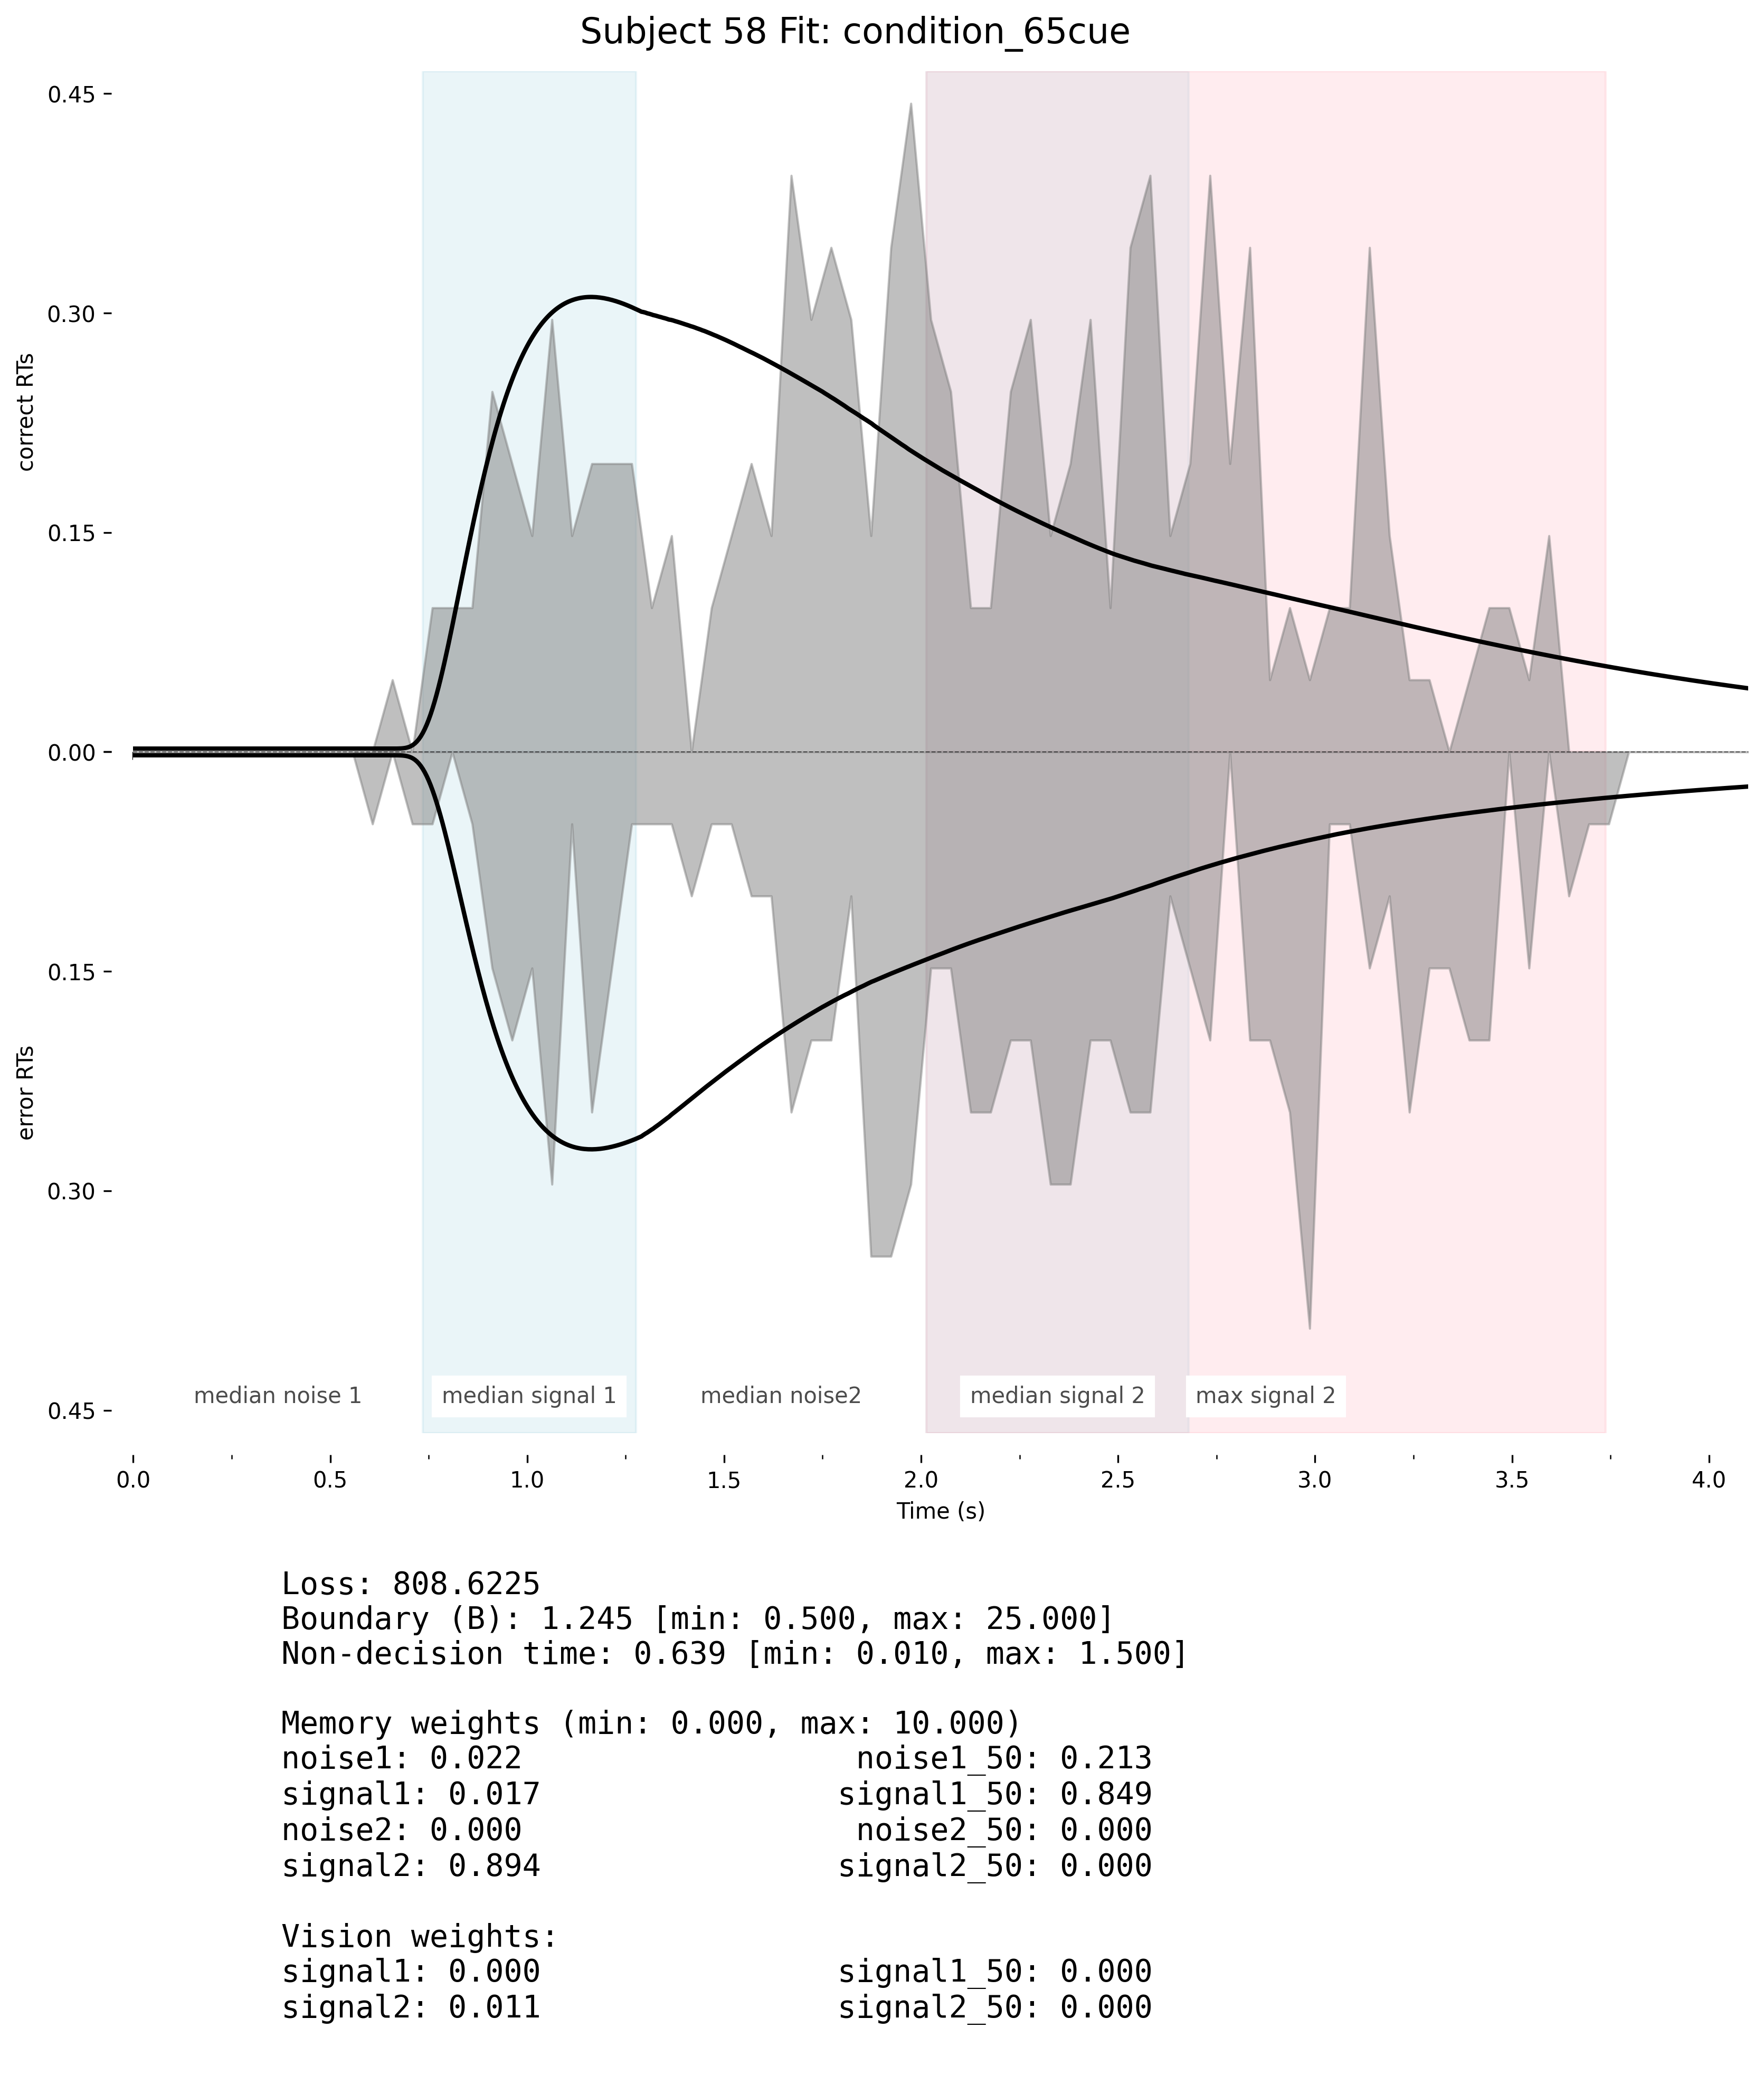 Subject 58 Fit: condition_65cue
0.45
0.30
0.15
0.00
0.15
0.30
0.45
correct RTs
error RTs
median noise 1
median signal 1
median noise2
median signal 2
max signal 2
0.0 0.5 1.0 1.5 2.0 2.5 3.0 3.5 4.0
Time (s)
Loss: 808.6225
Boundary (B): 1.245 [min: 0.500, max: 25.000]
Non-decision time: 0.639 [min: 0.010, max: 1.500]
Memory weights (min: 0.000, max: 10.000)
noise1: 0.022 noise1_50: 0.213
signal1: 0.017 signal1_50: 0.849
noise2: 0.000 noise2_50: 0.000
signal2: 0.894 signal2_50: 0.000
Vision weights:
signal1: 0.000 signal1_50: 0.000
signal2: 0.011 signal2_50: 0.000